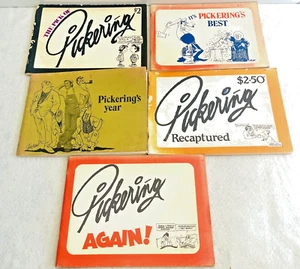 THE PICK OF
Pickering
$2
IT'S PICKERING'S
BEST
Pickering's
year
$2·50
Pickering
Recaptured
Pickering
AGAIN!